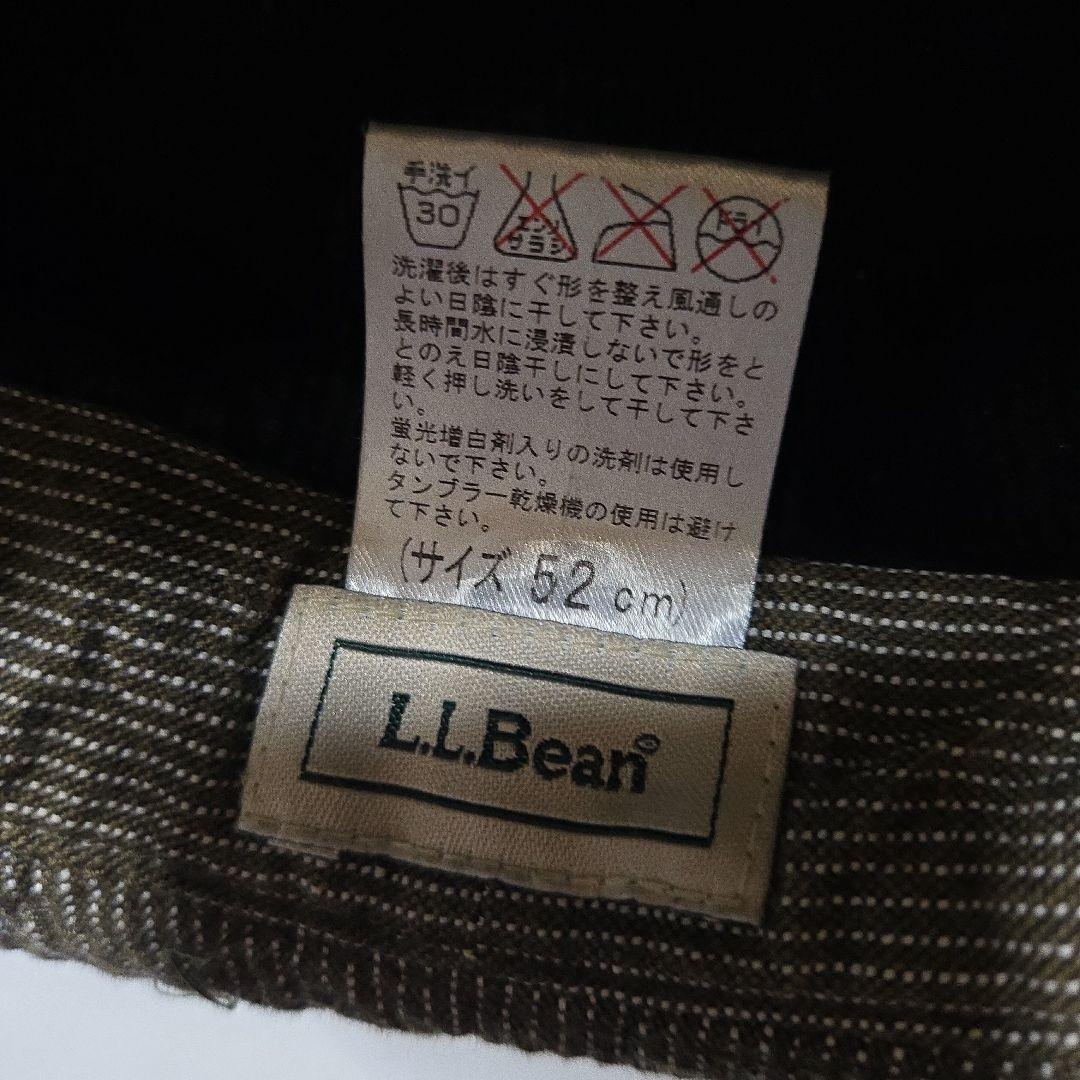 手洗イ
30
エンソ
サラシ
ドライ
洗濯後はすぐ形を整え風通しの
よい日陰に干して下さい。
長時間水に浸漬しないで形をと
とのえ日陰干しにして下さい。
軽く押し洗いをして干して下さ
い。
蛍光増白剤入りの洗剤は使用し
ないで下さい。
タンブラー乾燥機の使用は避け
て下さい。
(サイズ 52 cm)
L.L.Bean®